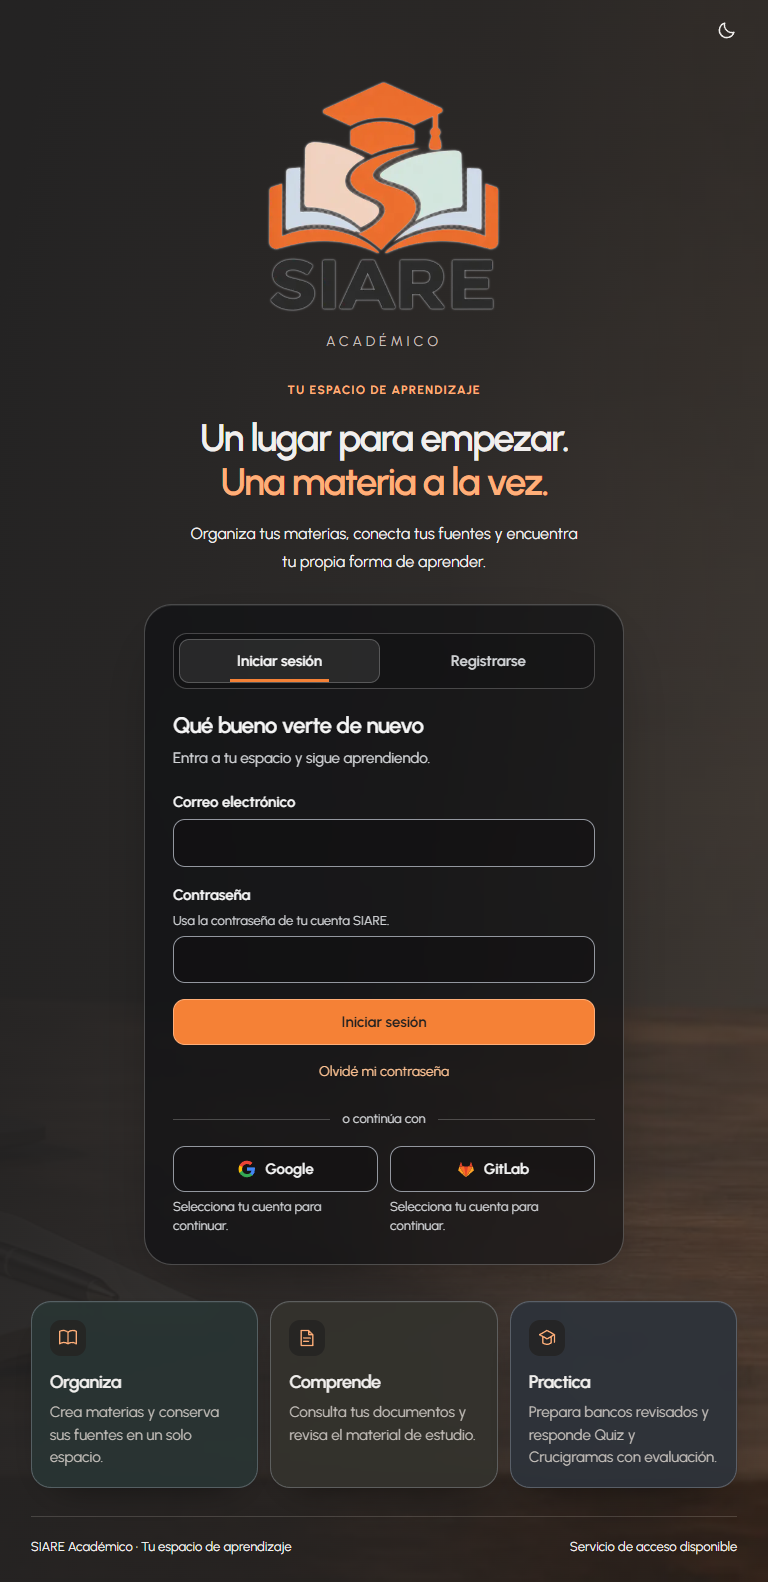 SIARE
ACADÉMICO
TU ESPACIO DE APRENDIZAJE
Un lugar para empezar.
Una materia a la vez.
Organiza tus materias, conecta tus fuentes y encuentra
tu propia forma de aprender.
Iniciar sesión
Registrarse
Qué bueno verte de nuevo
Entra a tu espacio y sigue aprendiendo.
Correo electrónico
Contraseña
Usa la contraseña de tu cuenta SIARE.
Iniciar sesión
Olvidé mi contraseña
o continúa con
Google
Selecciona tu cuenta para
continuar.
GitLab
Selecciona tu cuenta para
continuar.
Organiza
Crea materias y conserva
sus fuentes en un solo
espacio.
Comprende
Consulta tus documentos y
revisa el material de estudio.
Practica
Prepara bancos revisados y
responde Quiz y
Crucigramas con evaluación.
SIARE Académico · Tu espacio de aprendizaje
Servicio de acceso disponible